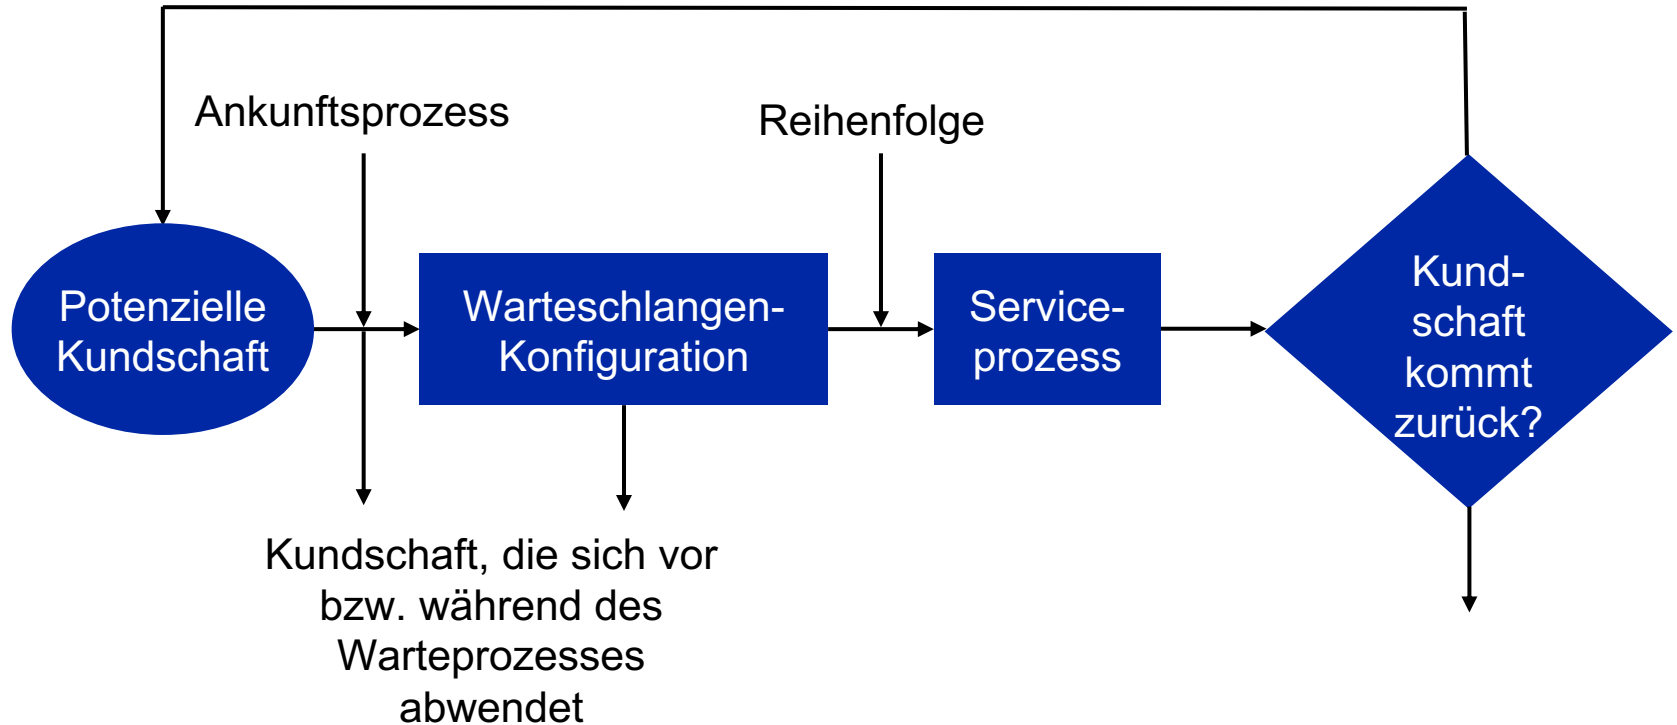 Ankunftsprozess
Reihenfolge
Potenzielle
Kundschaft
Warteschlangen-
Konfiguration
Service-
prozess
Kund-
schaft
kommt
zurück?
Kundschaft, die sich vor
bzw. während des
Warteprozesses
abwendet